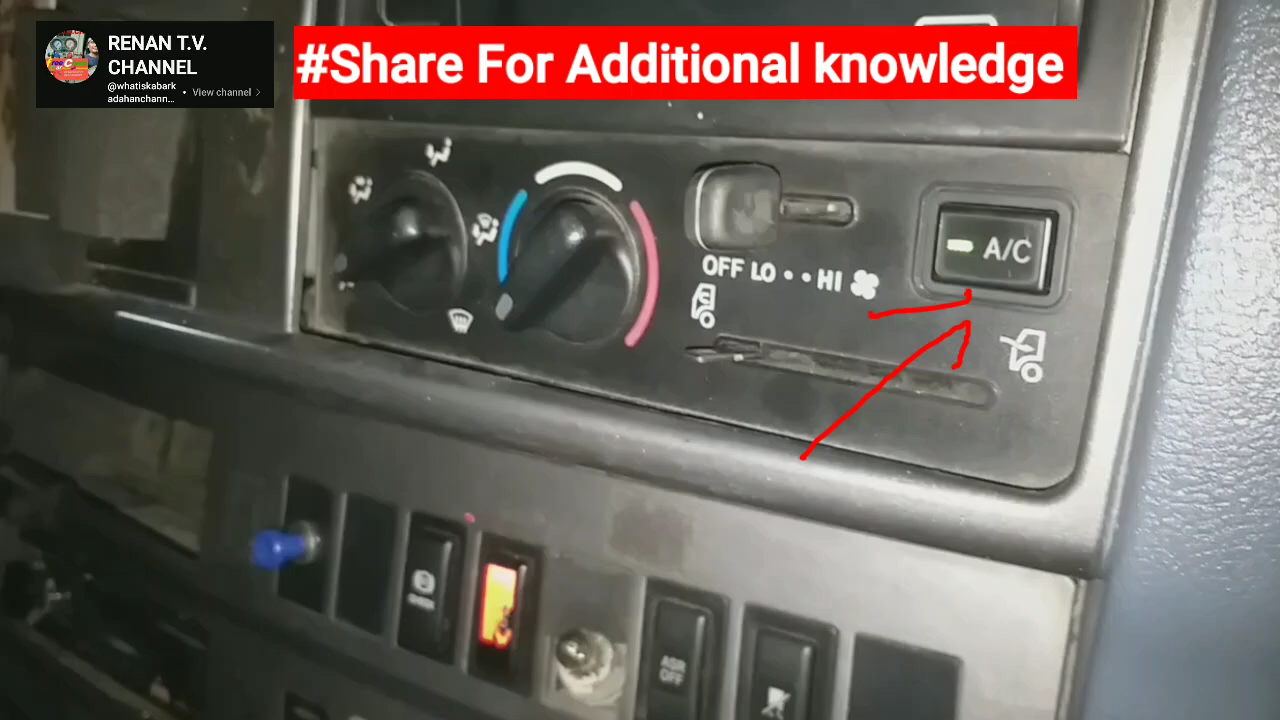 RENAN T.V.
CHANNEL
@whatiskabark
adahanchann...
• View channel >
#Share For Additional knowledge
A/C
OFF LO • • HI
ASR
OFF